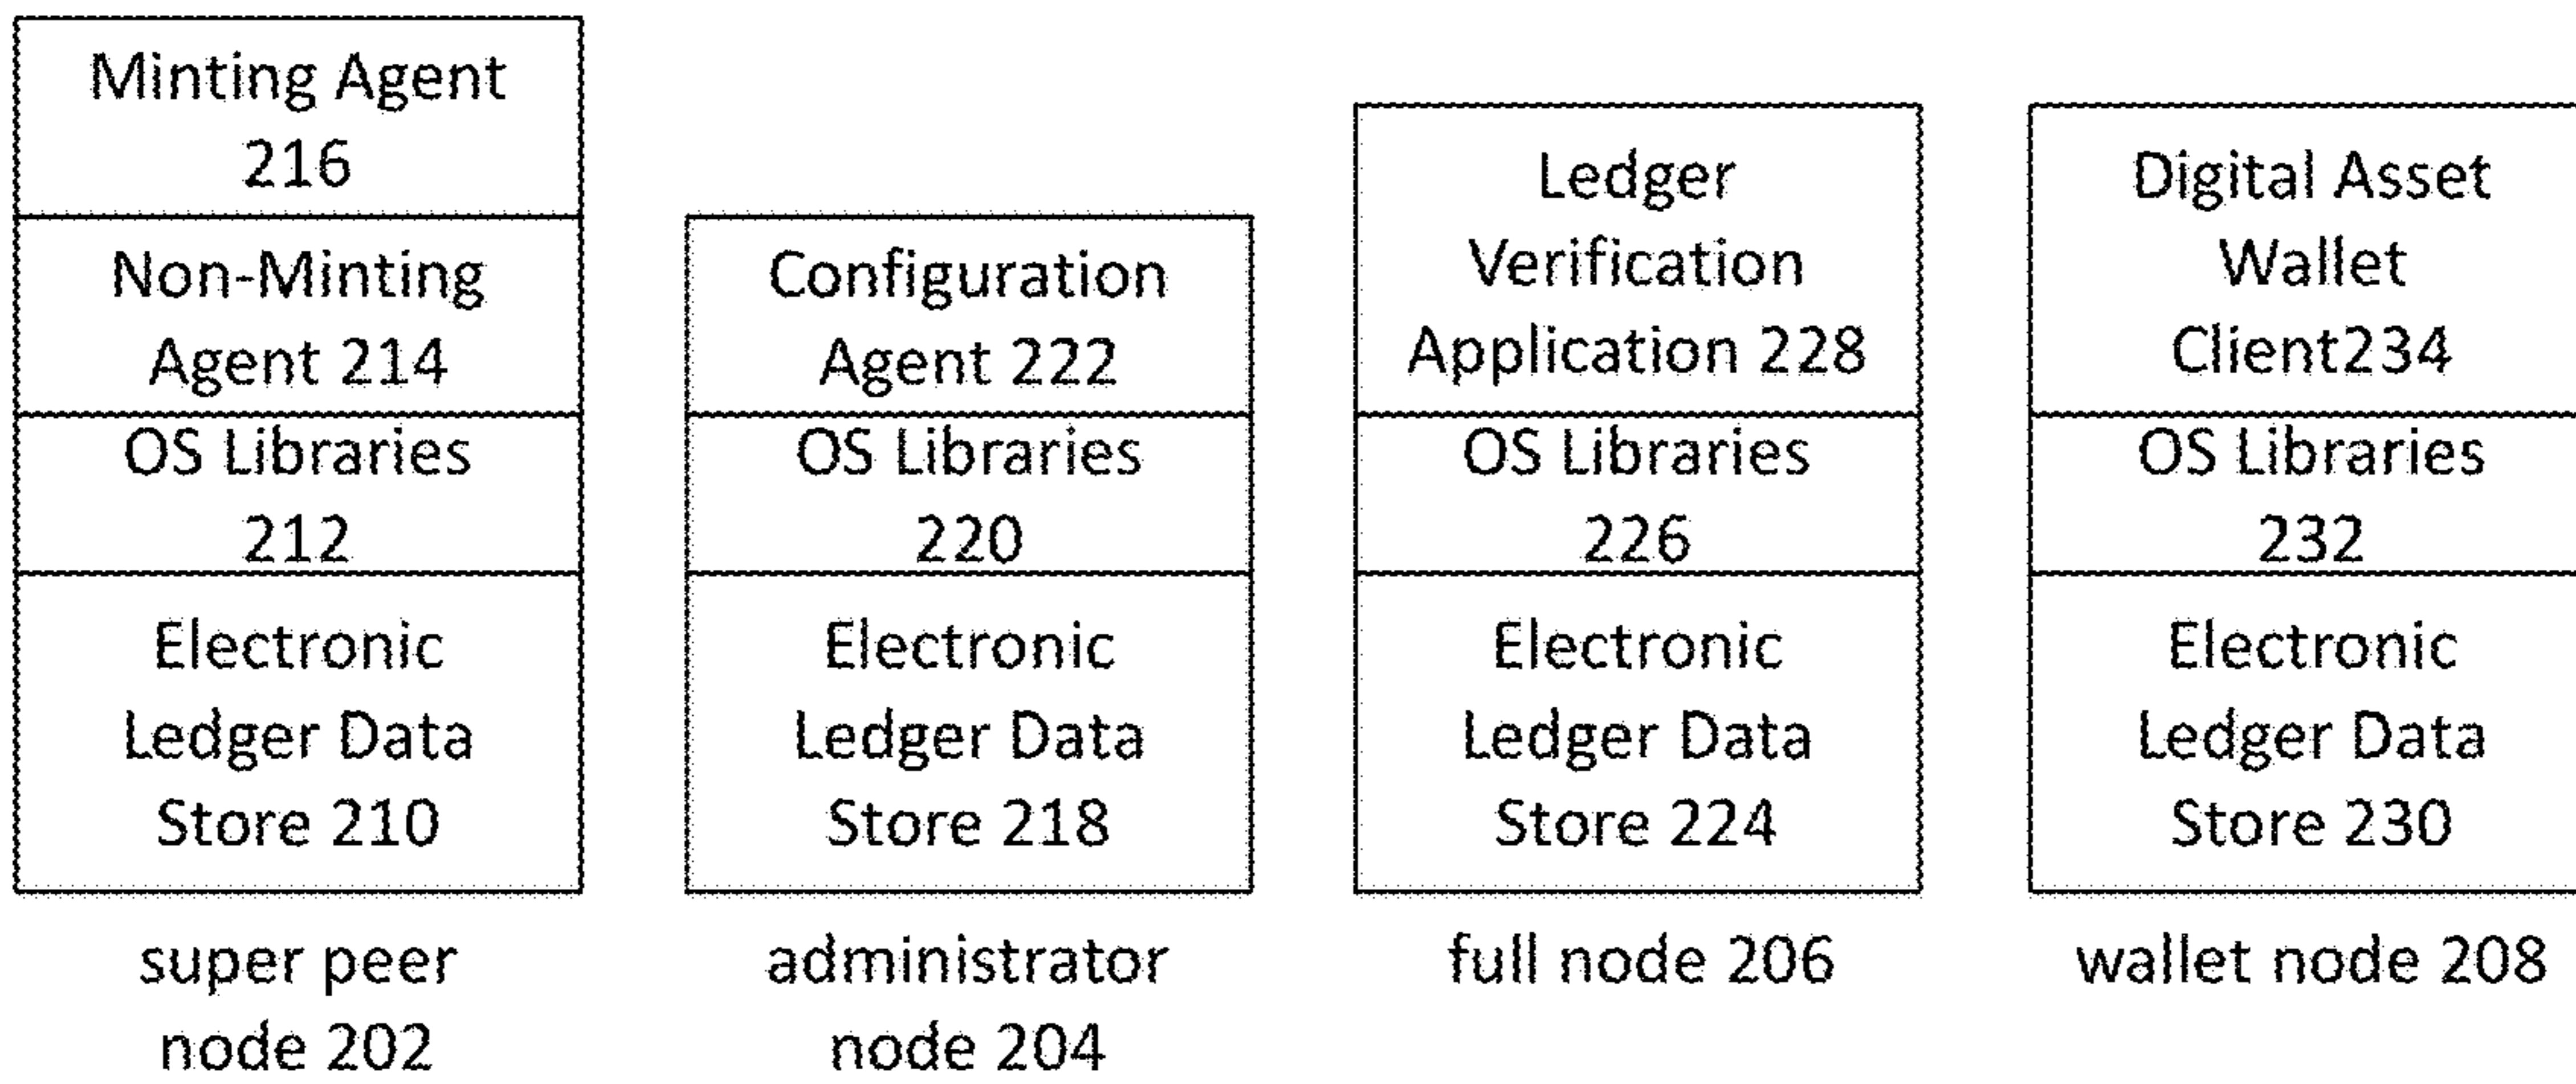 Minting Agent
216
Non-Minting
Agent 214
OS Libraries
212
Electronic
Ledger Data
Store 210
super peer
node 202
Configuration
Agent 222
OS Libraries
220
Electronic
Ledger Data
Store 218
administrator
node 204
Ledger
Verification
Application 228
OS Libraries
226
Electronic
Ledger Data
Store 224
full node 206
Digital Asset
Wallet
Client234
OS Libraries
232
Electronic
Ledger Data
Store 230
wallet node 208